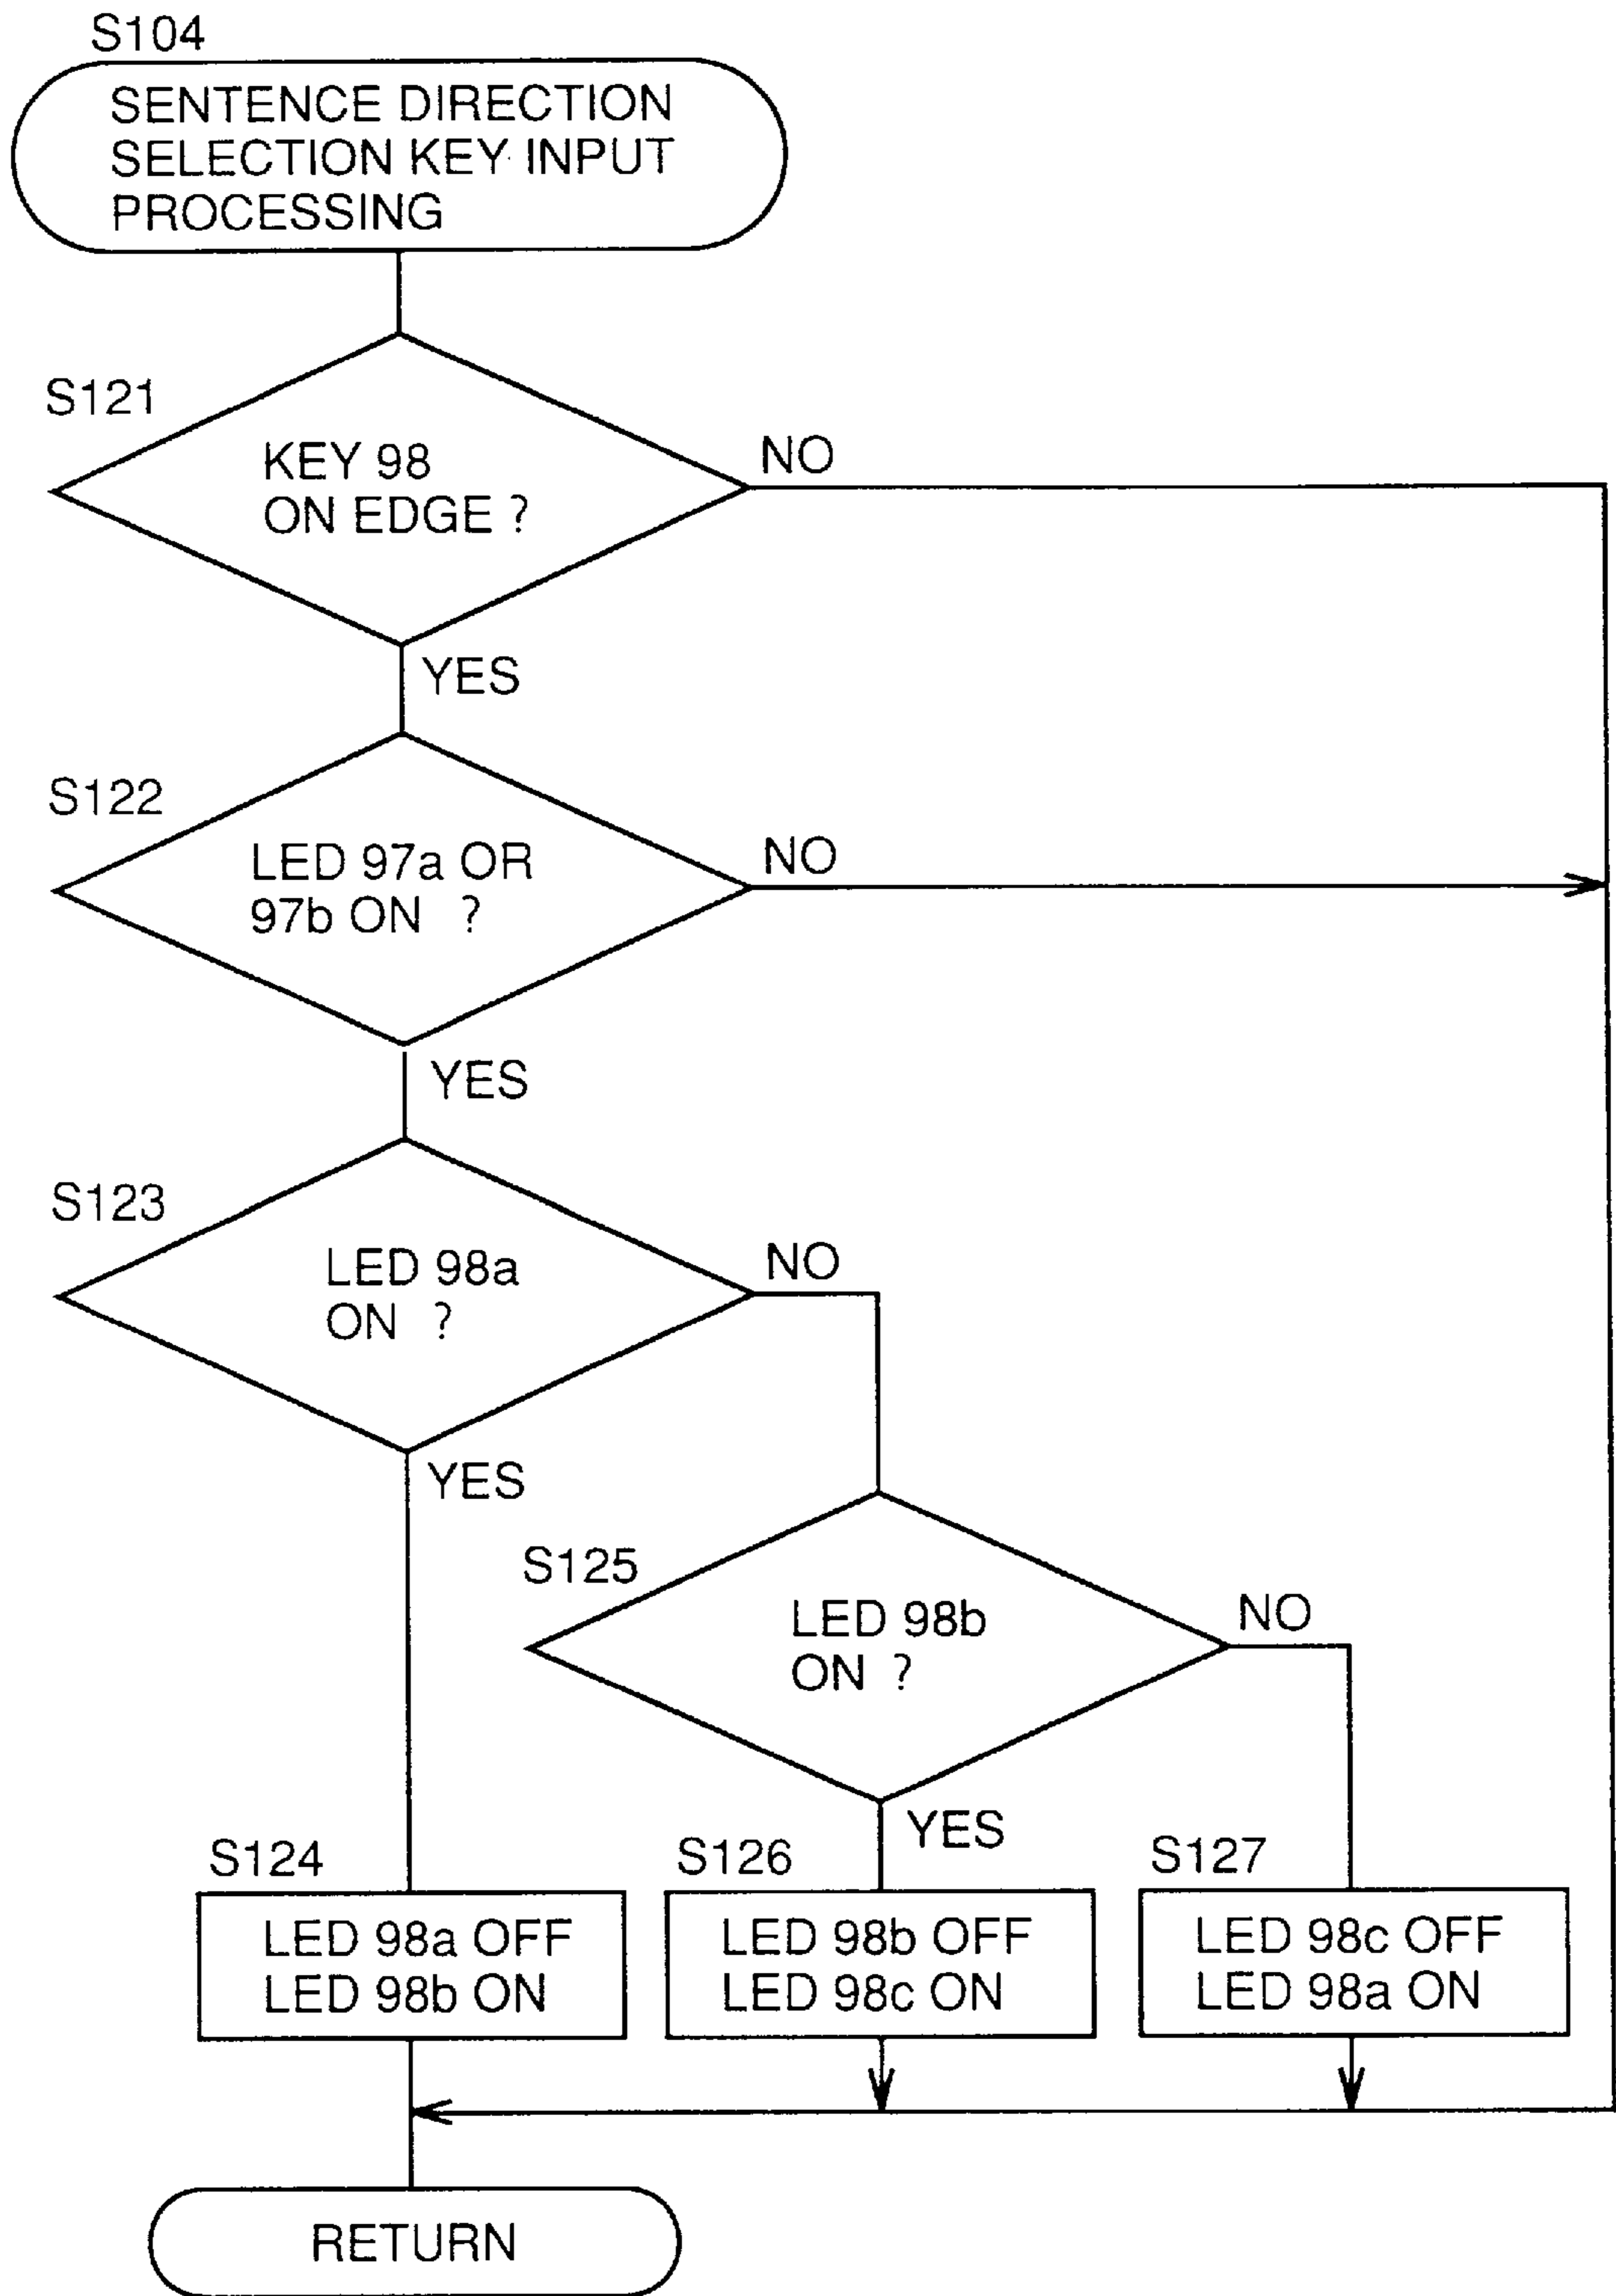 S104
SENTENCE DIRECTION
SELECTION KEY INPUT
PROCESSING
S121
KEY 98
ON EDGE ?
NO
YES
S122
LED 97a OR
97b ON ?
NO
YES
S123
LED 98a
ON ?
NO
YES
S125
LED 98b
ON ?
NO
YES
S124
LED 98a OFF
LED 98b ON
S126
LED 98b OFF
LED 98c ON
S127
LED 98c OFF
LED 98a ON
RETURN